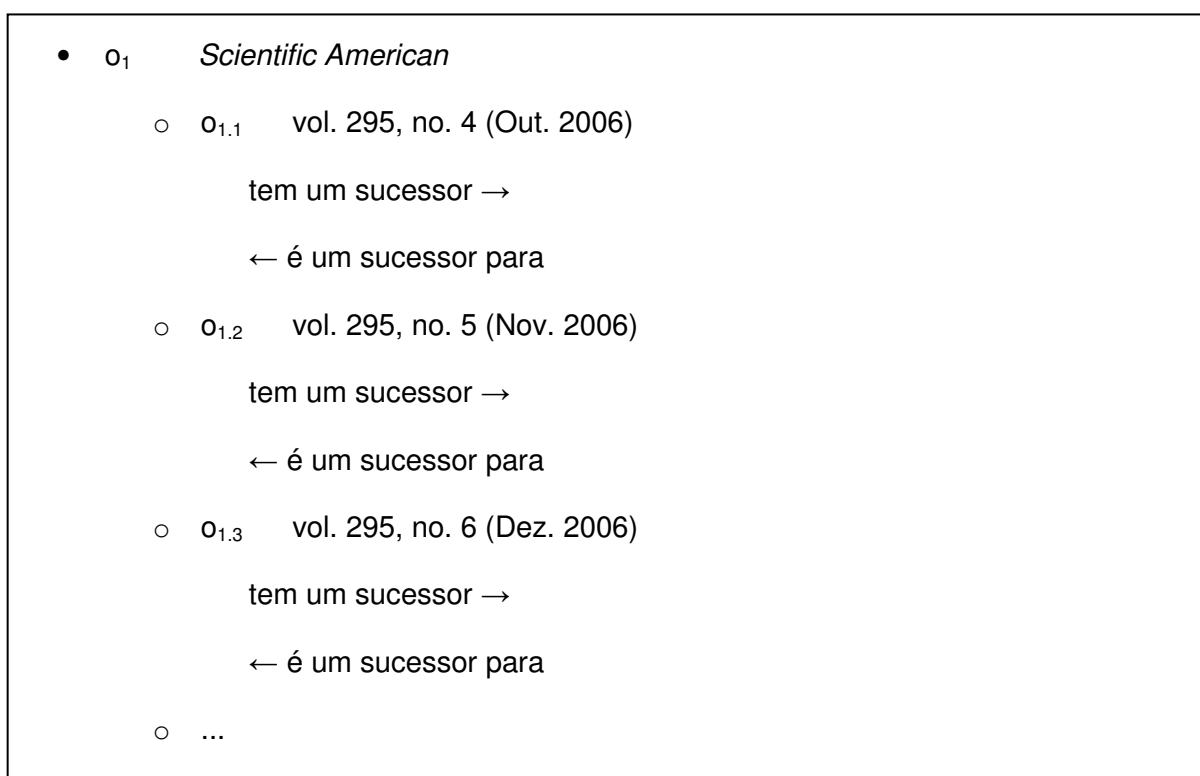 • o₁ Scientific American
○ o₁.₁ vol. 295, no. 4 (Out. 2006)
tem um sucessor →
← é um sucessor para
○ o₁.₂ vol. 295, no. 5 (Nov. 2006)
tem um sucessor →
← é um sucessor para
○ o₁.₃ vol. 295, no. 6 (Dez. 2006)
tem um sucessor →
← é um sucessor para
○ ...